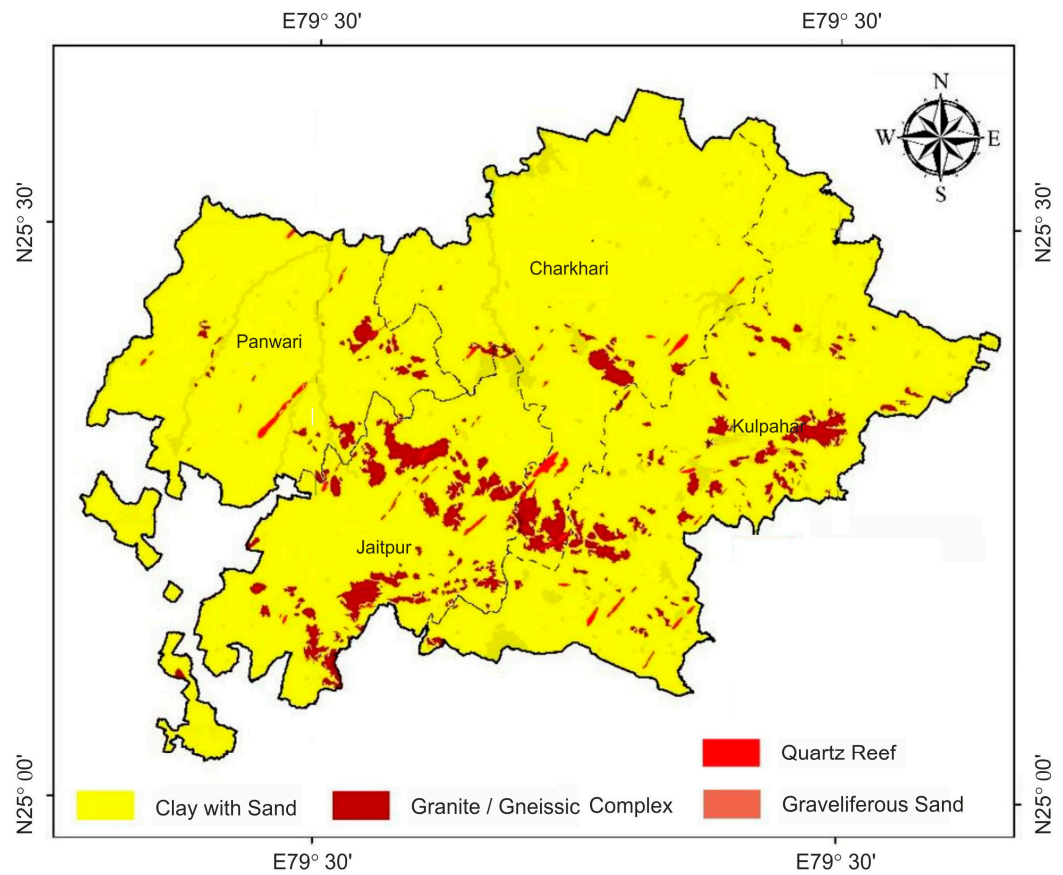 E79° 30'
E79° 30'
N
W
E
S
N25° 30'
N25° 30'
Charkhari
Panwari
Kulpahar
Jaitpur
Quartz Reef
Clay with Sand
Granite / Gneissic Complex
Graveliferous Sand
N25° 00'
N25° 00'
E79° 30'
E79° 30'